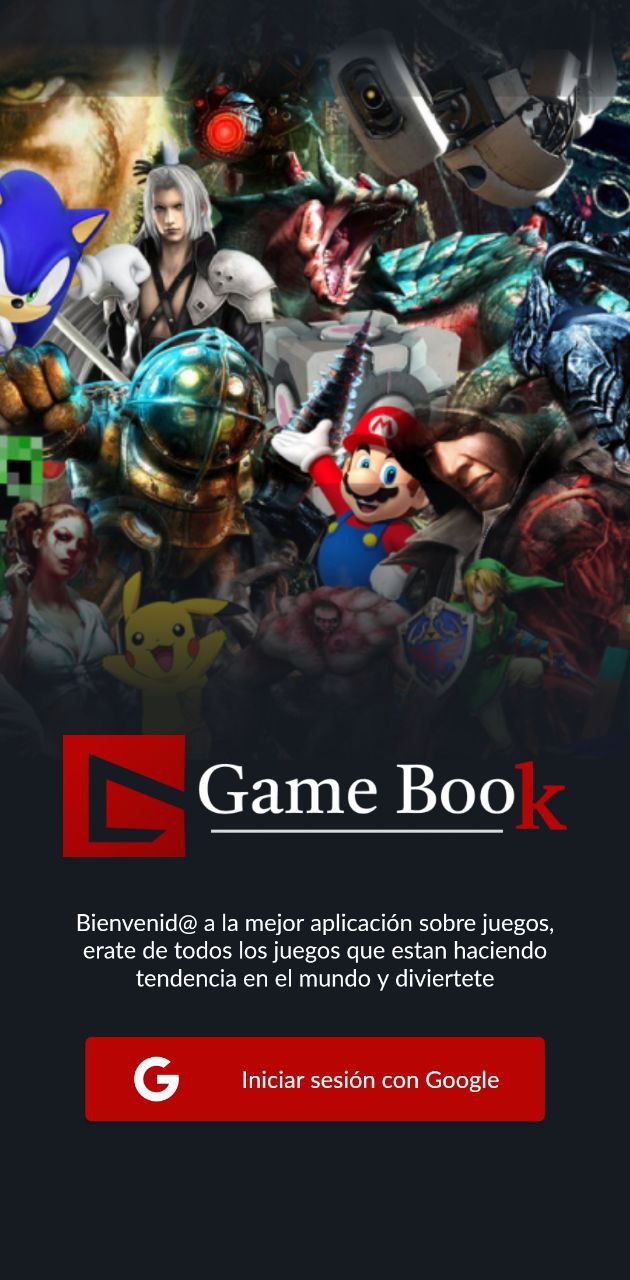 M
Game Book
Bienvenid@ a la mejor aplicación sobre juegos,
erate de todos los juegos que estan haciendo
tendencia en el mundo y diviertete
G
Iniciar sesión con Google